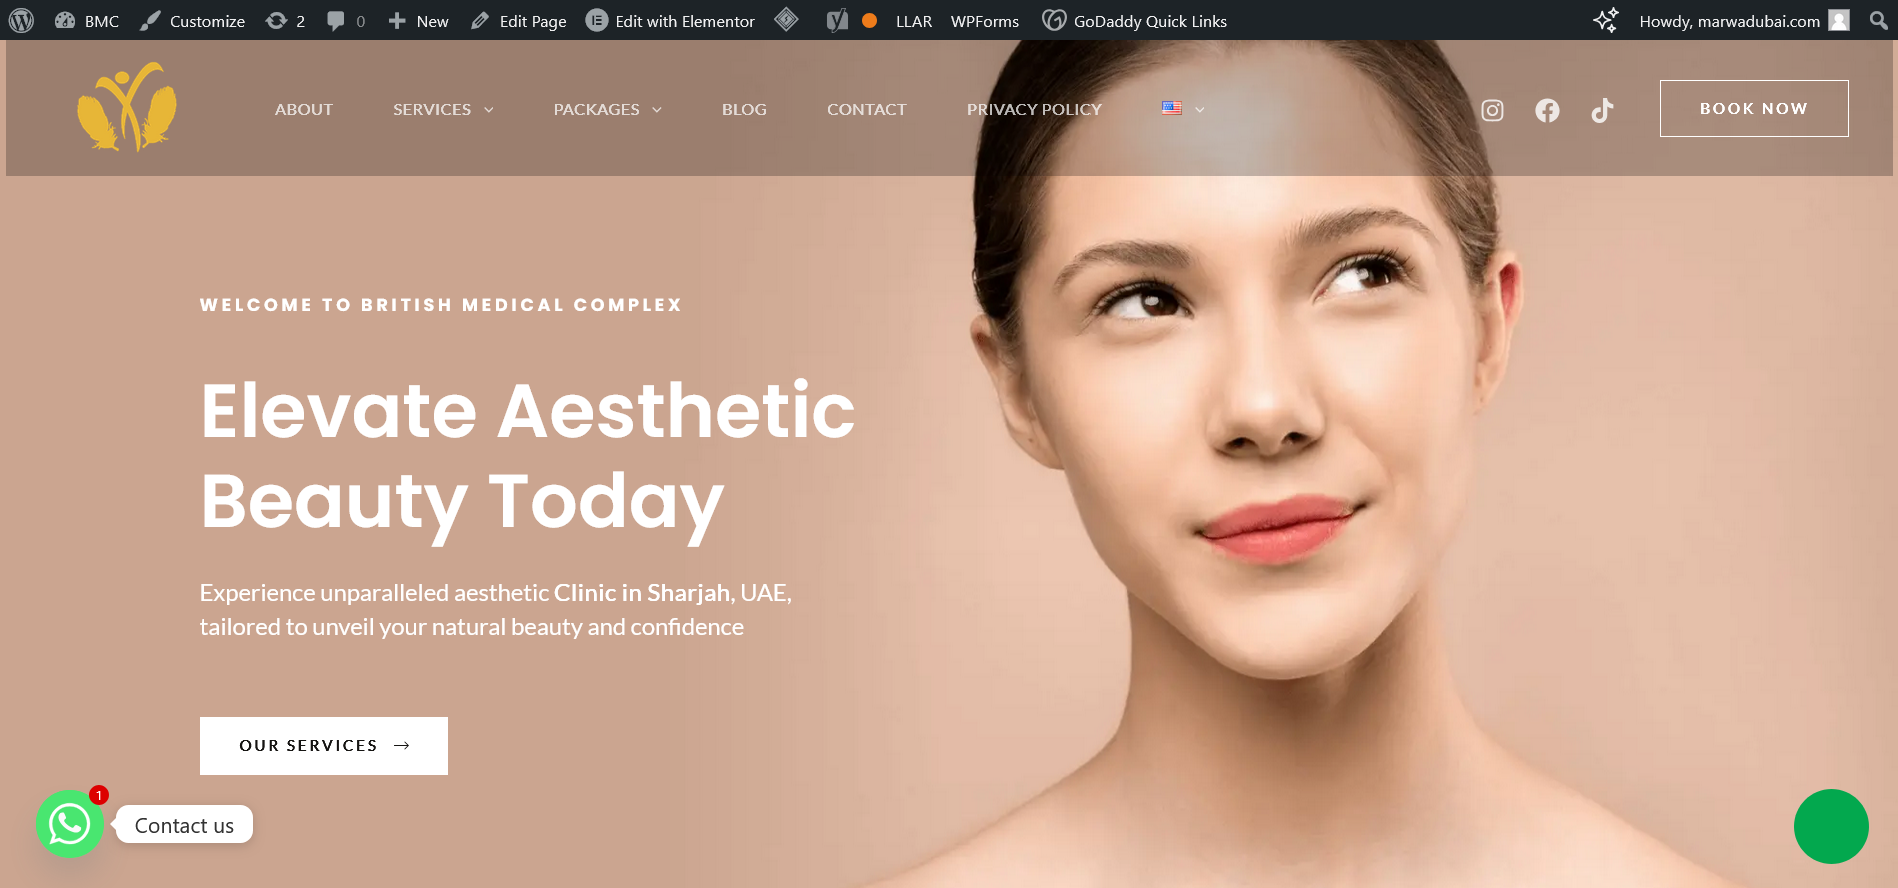 BMC Customize 2 0 New Edit Page Edit with Elementor LLAR WPForms GoDaddy Quick Links Howdy, marwadubai.com
ABOUT SERVICES PACKAGES BLOG CONTACT PRIVACY POLICY BOOK NOW
WELCOME TO BRITISH MEDICAL COMPLEX
Elevate Aesthetic
Beauty Today
Experience unparalleled aesthetic Clinic in Sharjah, UAE,
tailored to unveil your natural beauty and confidence
OUR SERVICES →
1
Contact us